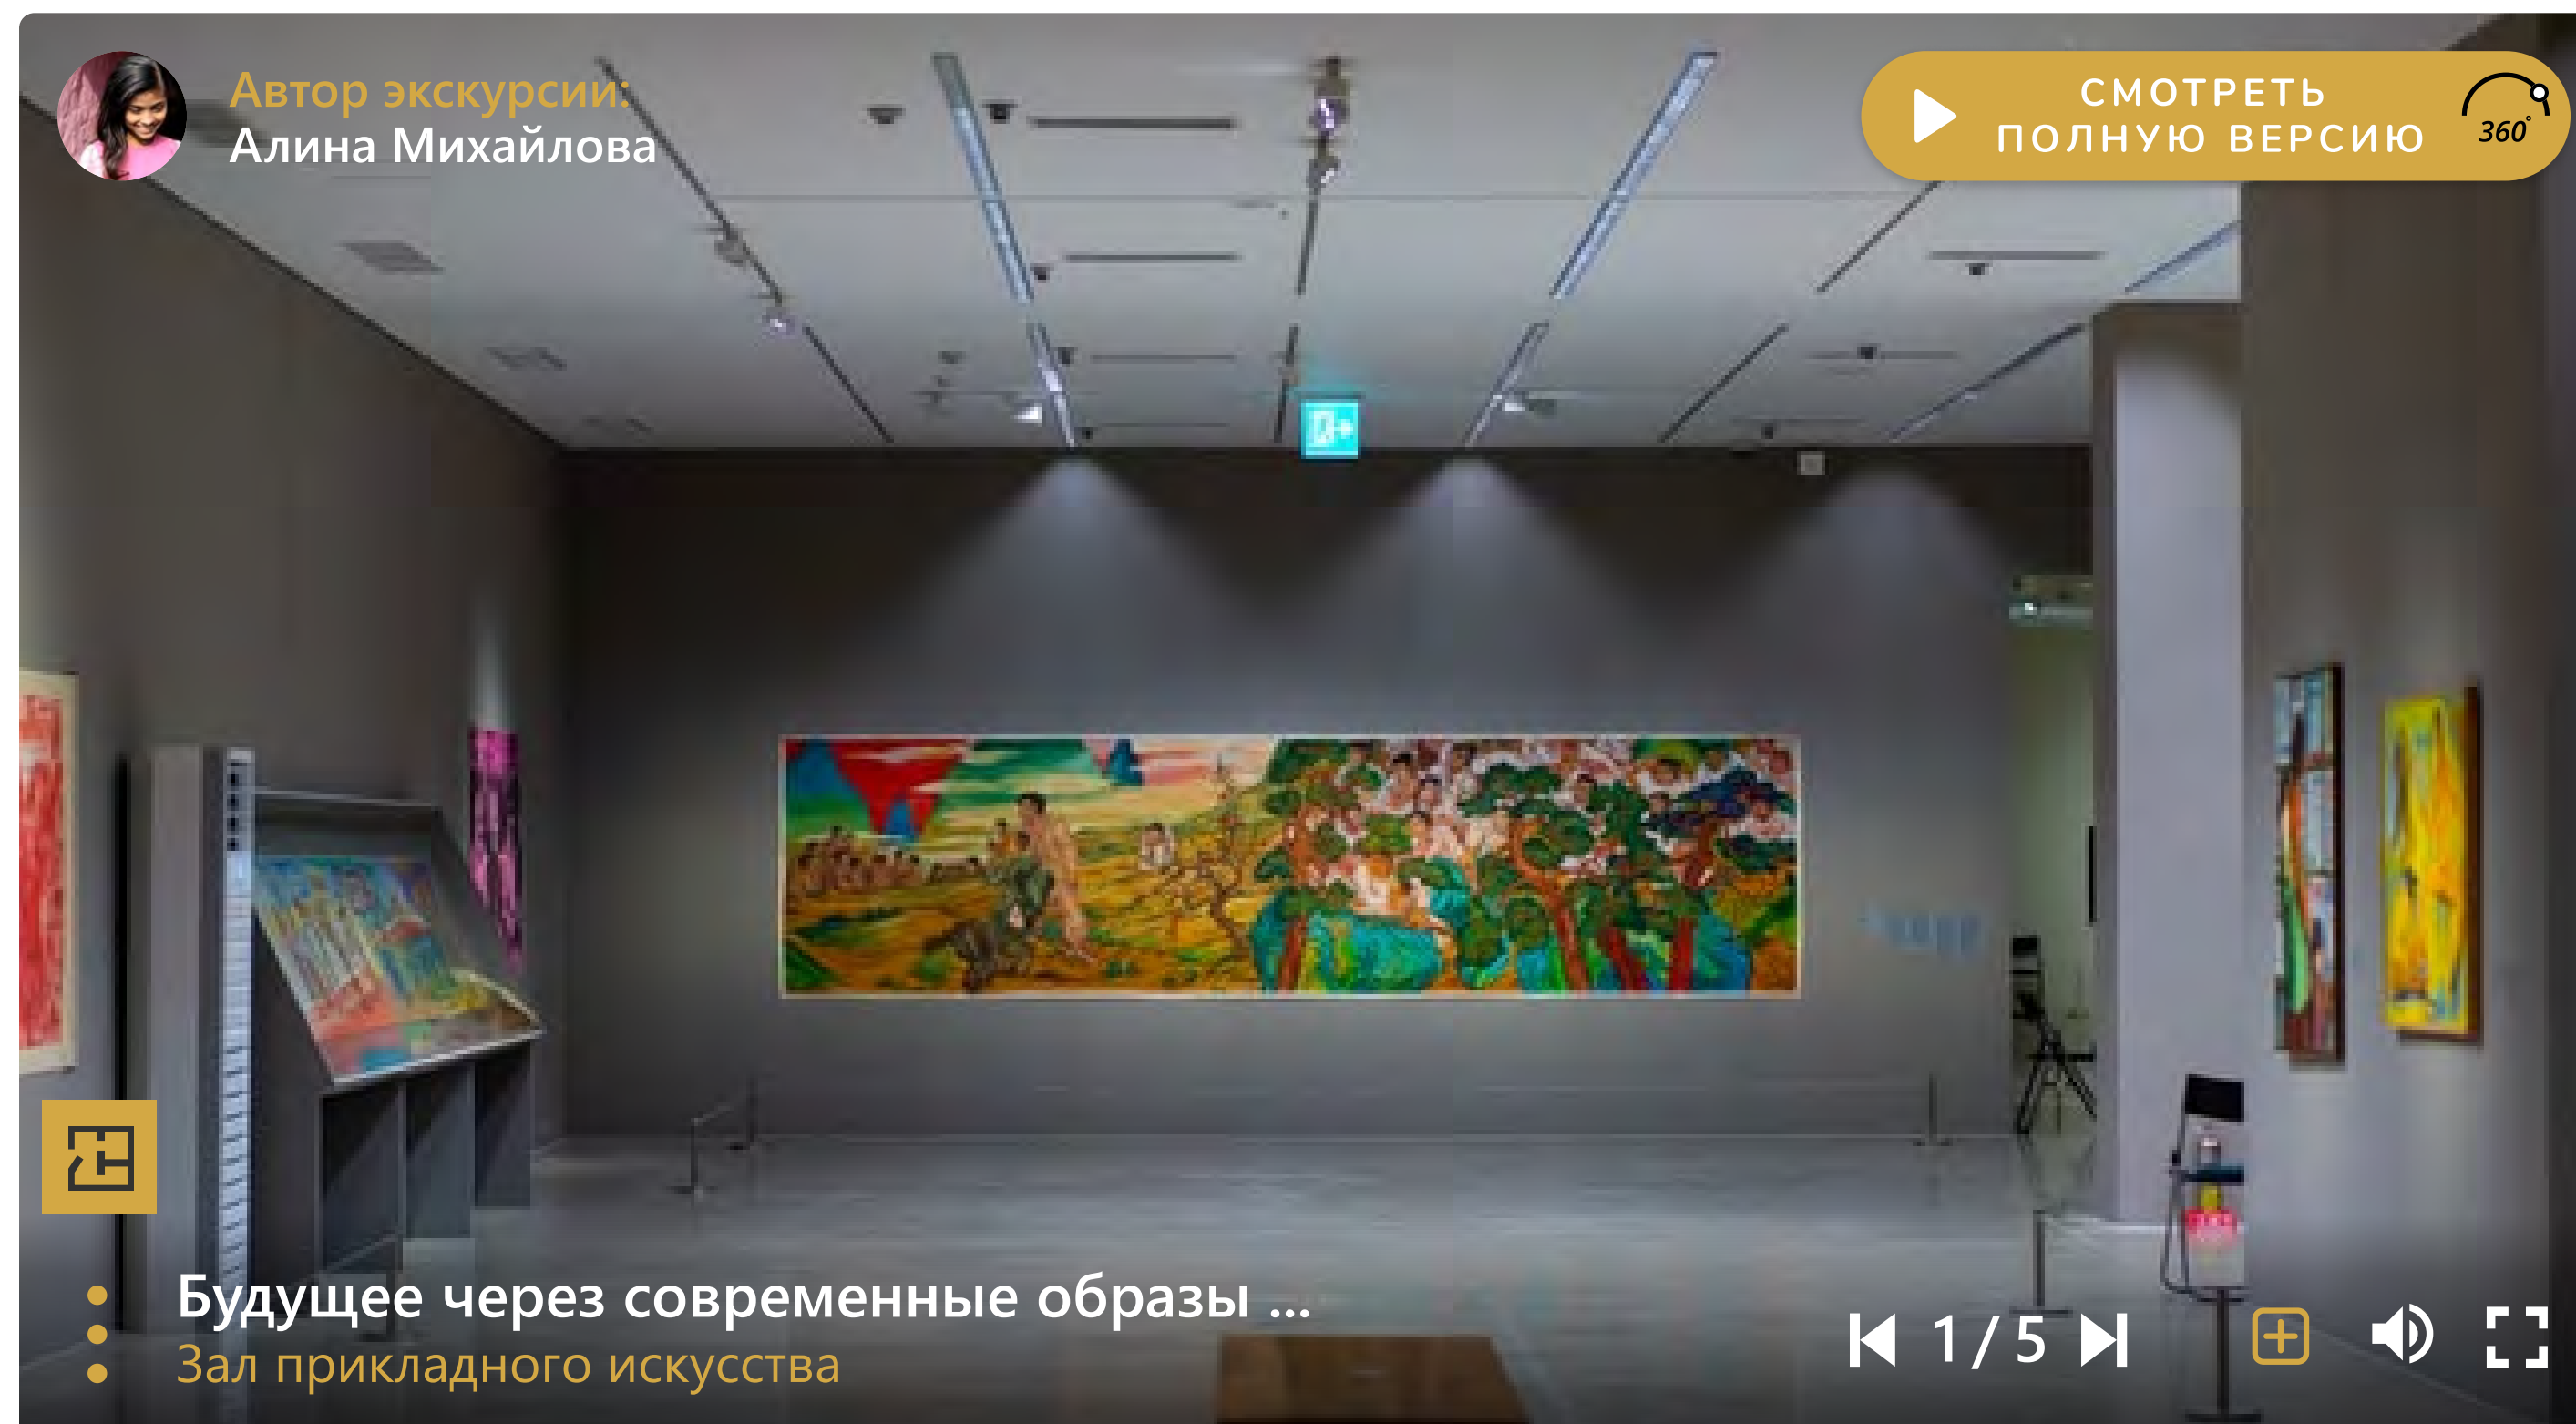 Автор экскурсии:
Алина Михайлова
СМОТРЕТЬ
ПОЛНУЮ ВЕРСИЮ
360°
Будущее через современные образы ...
Зал прикладного искусства
1 / 5